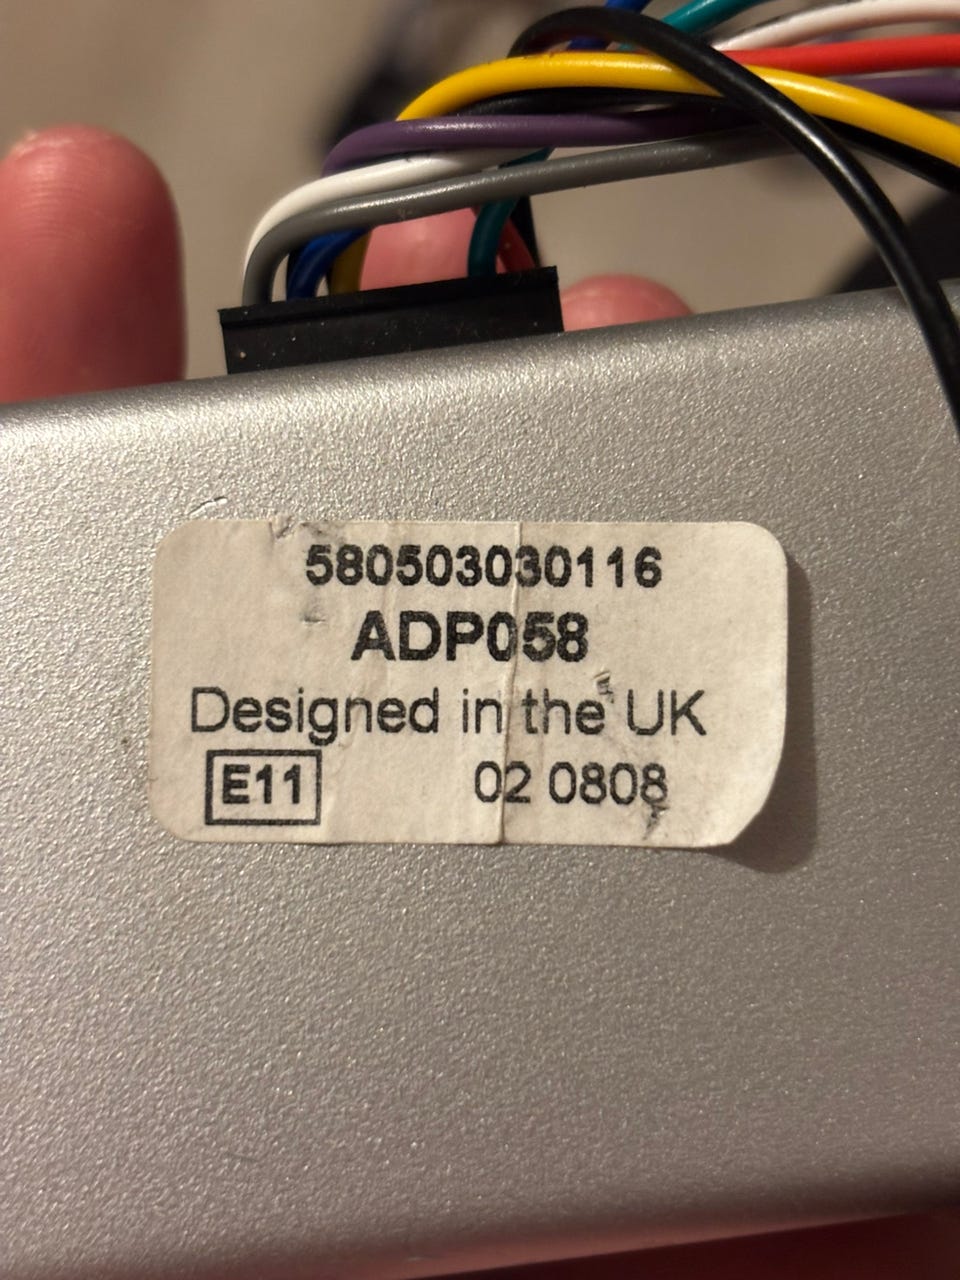 580503030116
ADP058
Designed in the UK
E11 02 0808